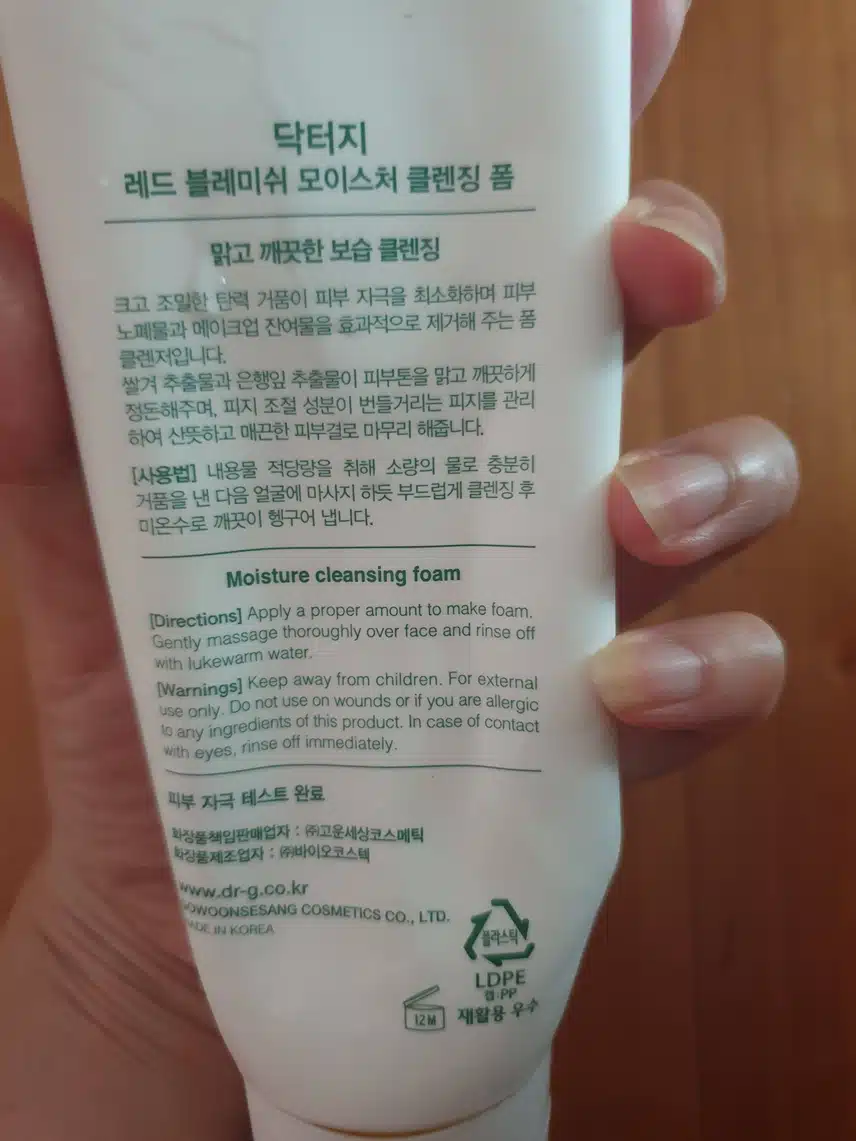 닥터지
레드 블레미쉬 모이스처 클렌징 폼
맑고 깨끗한 보습 클렌징
크고 조밀한 탄력 거품이 피부 자극을 최소화하며 피부
노폐물과 메이크업 잔여물을 효과적으로 제거해 주는 폼
클렌저입니다.
쌀겨 추출물과 은행잎 추출물이 피부톤을 맑고 깨끗하게
정돈해주며, 피지 조절 성분이 번들거리는 피지를 관리
하여 산뜻하고 매끈한 피부결로 마무리 해줍니다.
[사용법] 내용물 적당량을 취해 소량의 물로 충분히
거품을 낸 다음 얼굴에 마사지 하듯 부드럽게 클렌징 후
미온수로 깨끗이 헹구어 냅니다.
Moisture cleansing foam
[Directions] Apply a proper amount to make foam.
Gently massage thoroughly over face and rinse off
with lukewarm water.
[Warnings] Keep away from children. For external
use only. Do not use on wounds or if you are allergic
to any ingredients of this product. In case of contact
with eyes, rinse off immediately.
피부 자극 테스트 완료
화장품책임판매업자 : ㈜고운세상코스메틱
화장품제조업자 : ㈜바이오코스텍
www.dr-g.co.kr
GOWOONSESANG COSMETICS CO., LTD.
MADE IN KOREA
플라스틱
LDPE
캡:PP
재활용 우수
12M